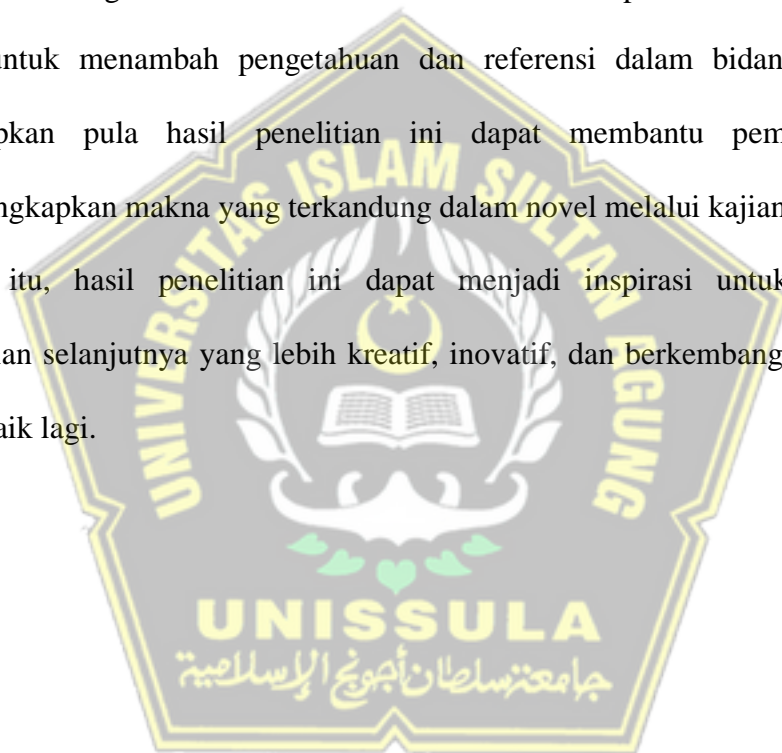 untuk menambah pengetahuan dan referensi dalam bidan
pkan pula hasil penelitian ini dapat membantu pem
ngkapkan makna yang terkandung dalam novel melalui kajian
itu, hasil penelitian ini dapat menjadi inspirasi untuk
an selanjutnya yang lebih kreatif, inovatif, dan berkembang
aik lagi.
UNIVERSITAS ISLAM SULTAN AGUNG
UNISSULA
جامعة سلطان أجونج الإسلامية